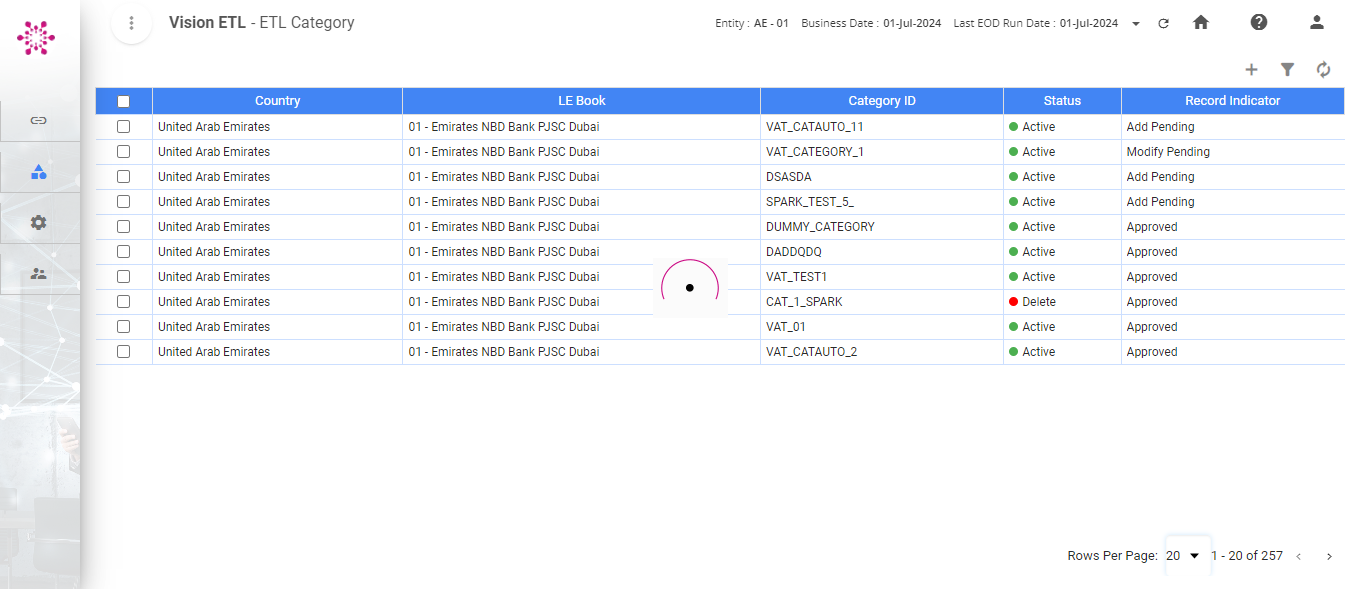 Vision ETL - ETL Category
Entity : AE - 01 Business Date : 01-Jul-2024 Last EOD Run Date : 01-Jul-2024
Country LE Book Category ID Status Record Indicator
United Arab Emirates 01 - Emirates NBD Bank PJSC Dubai VAT_CATAUTO_11 Active Add Pending
United Arab Emirates 01 - Emirates NBD Bank PJSC Dubai VAT_CATEGORY_1 Active Modify Pending
United Arab Emirates 01 - Emirates NBD Bank PJSC Dubai DSASDA Active Add Pending
United Arab Emirates 01 - Emirates NBD Bank PJSC Dubai SPARK_TEST_5_ Active Add Pending
United Arab Emirates 01 - Emirates NBD Bank PJSC Dubai DUMMY_CATEGORY Active Approved
United Arab Emirates 01 - Emirates NBD Bank PJSC Dubai DADDQDQ Active Approved
United Arab Emirates 01 - Emirates NBD Bank PJSC Dubai VAT_TEST1 Active Approved
United Arab Emirates 01 - Emirates NBD Bank PJSC Dubai CAT_1_SPARK Delete Approved
United Arab Emirates 01 - Emirates NBD Bank PJSC Dubai VAT_01 Active Approved
United Arab Emirates 01 - Emirates NBD Bank PJSC Dubai VAT_CATAUTO_2 Active Approved
Rows Per Page: 20 1 - 20 of 257